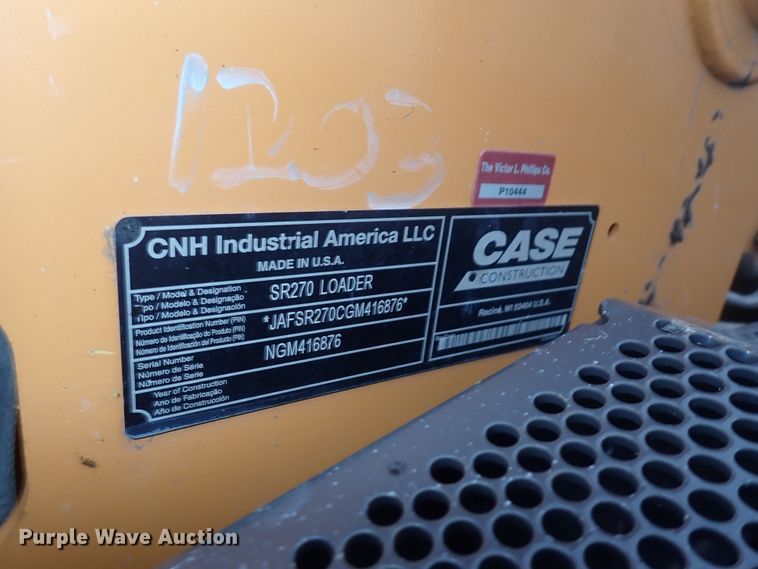 1203
The Victor L. Phillips Co.
P10444
CNH Industrial America LLC
MADE IN U.S.A.
Type / Model & Designation
Tipo / Modelo & Designação
Tipo / Modelo & Designación
SR270 LOADER
Product Identification Number (PIN)
Número de Identificação do Produto (PIN)
Número de Identificación del Producto (PIN)
*JAFSR270CGM416876*
Serial Number
Número de Série
Número de Serie
NGM416876
Year of Construction
Ano de Fabricação
Año de Construcción
CASE
CONSTRUCTION
Racine, WI 53404 U.S.A.
Purple Wave Auction